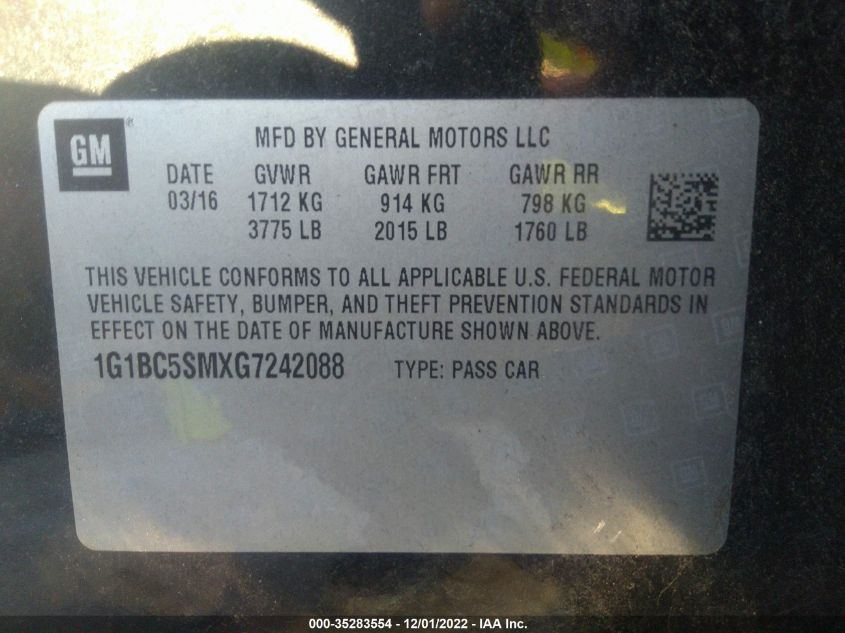 GM®
MFD BY GENERAL MOTORS LLC
DATE GVWR GAWR FRT GAWR RR
03/16 1712 KG 914 KG 798 KG
3775 LB 2015 LB 1760 LB
THIS VEHICLE CONFORMS TO ALL APPLICABLE U.S. FEDERAL MOTOR
VEHICLE SAFETY, BUMPER, AND THEFT PREVENTION STANDARDS IN
EFFECT ON THE DATE OF MANUFACTURE SHOWN ABOVE.
1G1BC5SMXG7242088 TYPE: PASS CAR
000-35283554 - 12/01/2022 - IAA Inc.